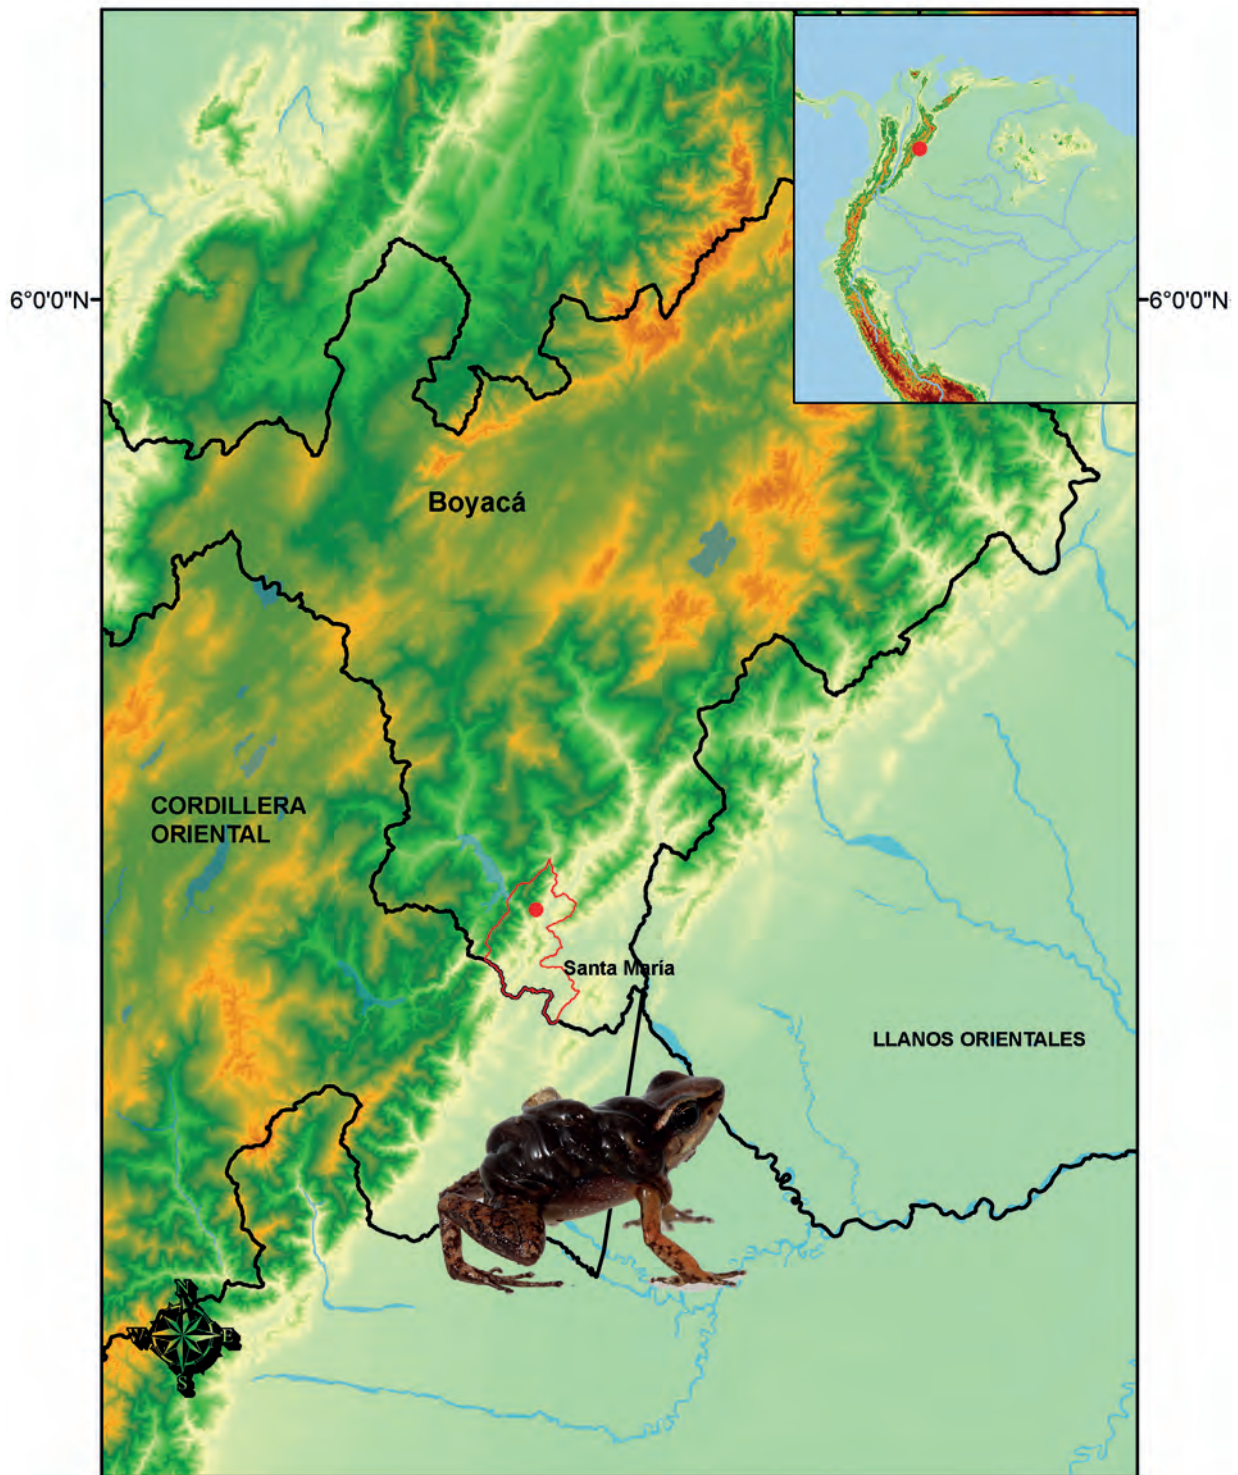 6°0'0"N
6°0'0"N
Boyacá
CORDILLERA
ORIENTAL
Santa María
LLANOS ORIENTALES
N
W
E
S